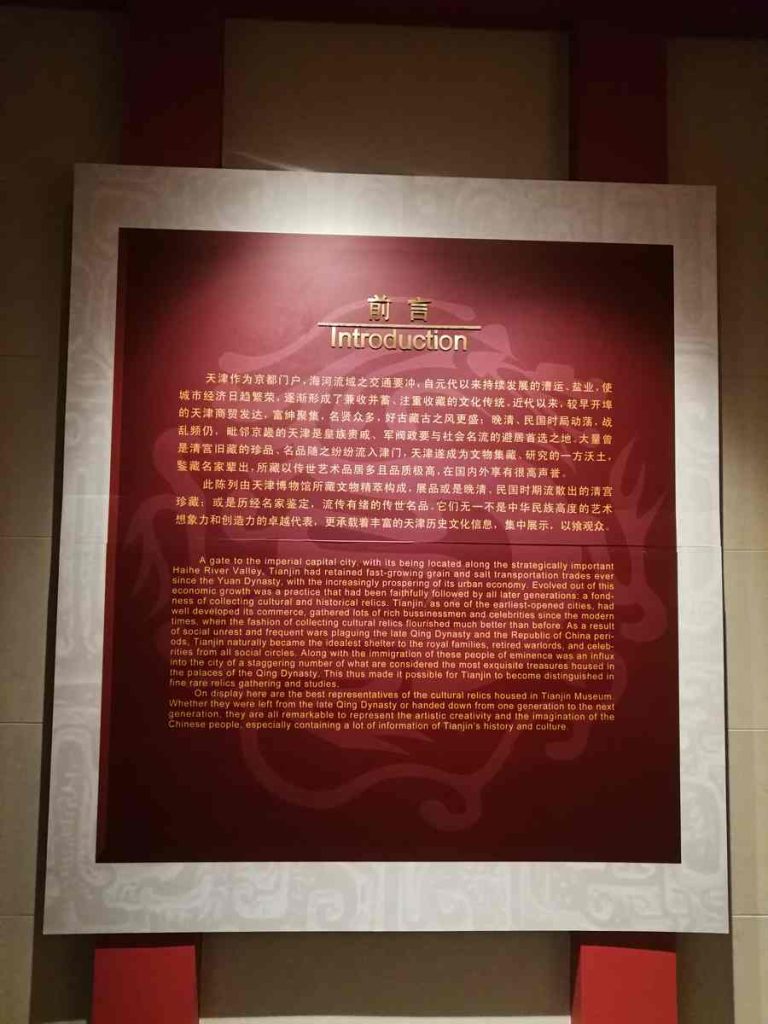 前言
Introduction
天津作为京都门户，海河流域之交通要冲，自元代以来持续发展的漕运、盐业，使
城市经济日趋繁荣，逐渐形成了兼收并蓄、注重收藏的文化传统。近代以来，较早开埠
的天津商贸发达，富绅聚集，名贤众多，好古藏古之风更盛；晚清、民国时局动荡，战
乱频仍，毗邻京畿的天津是皇族贵戚、军阀政要与社会名流的避居首选之地。大量曾
是清宫旧藏的珍品、名品随之纷纷流入津门，天津遂成为文物集藏、研究的一方沃土，
鉴藏名家辈出，所藏以传世艺术品居多且品质极高，在国内外享有很高声誉。
此陈列由天津博物馆所藏文物精萃构成，展品或是晚清、民国时期流散出的清宫
珍藏；或是历经名家鉴定，流传有绪的传世名品。它们无一不是中华民族高度的艺术
想象力和创造力的卓越代表，更承载着丰富的天津历史文化信息，集中展示，以飨观众。
A gate to the imperial capital city, with its being located along the strategically important
Haihe River Valley, Tianjin had retained fast-growing grain and salt transportation trades ever
since the Yuan Dynasty, with the increasingly prospering of its urban economy. Evolved out of this
economic growth was a practice that had been faithfully followed by all later generations: a fond-
ness of collecting cultural and historical relics. Tianjin, as one of the earliest-opened cities, had
well developed its commerce, gathered lots of rich bussinessmen and celebrities since the modern
times, when the fashion of collecting cultural relics flourished much better than before. As a result
of social unrest and frequent wars plaguing the late Qing Dynasty and the Republic of China peri-
ods, Tianjin naturally became the idealest shelter to the royal families, retired warlords, and celeb-
rities from all social circles. Along with the immigration of these people of eminence was an influx
into the city of a staggering number of what are considered the most exquisite treasures housed in
the palaces of the Qing Dynasty. This thus made it possible for Tianjin to become distinguished in
fine rare relics gathering and studies.
On display here are the best representatives of the cultural relics housed in Tianjin Museum.
Whether they were left from the late Qing Dynasty or handed down from one generation to the next
generation, they are all remarkable to represent the artistic creativity and the imagination of the
Chinese people, especially containing a lot of information of Tianjin's history and culture.